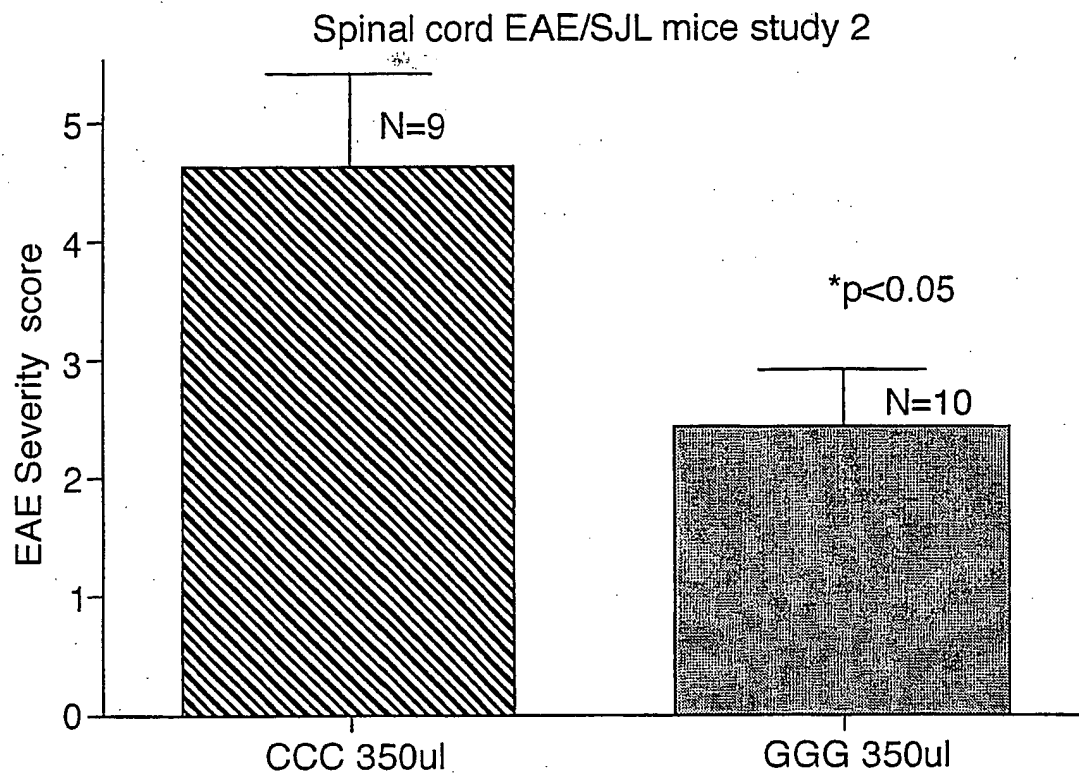 Spinal cord EAE/SJL mice study 2
EAE Severity score
5
4
3
2
1
0
N=9
*p<0.05
N=10
CCC 350ul
GGG 350ul